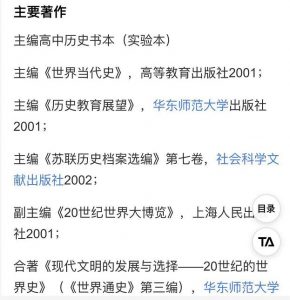 主要著作
主编高中历史书本（实验本）
主编《世界当代史》，高等教育出版社2001；
主编《历史教育展望》，华东师范大学出版社
2001；
主编《苏联历史档案选编》第七卷，社会科学文
献出版社2002；
副主编《20世纪世界大博览》，上海人民出版
社2001；
合著《现代文明的发展与选择——20世纪的世
界史》（《世界通史》第三编），华东师范大学
目录
TA